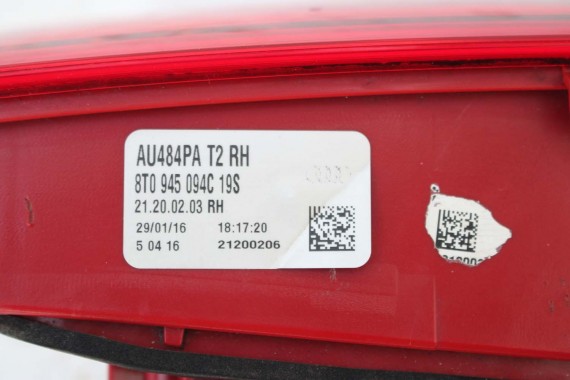 AU484PA T2 RH
8T0 945 094C 19S
21.20.02.03 RH
29/01/16 18:17:20
5 04 16 21200206